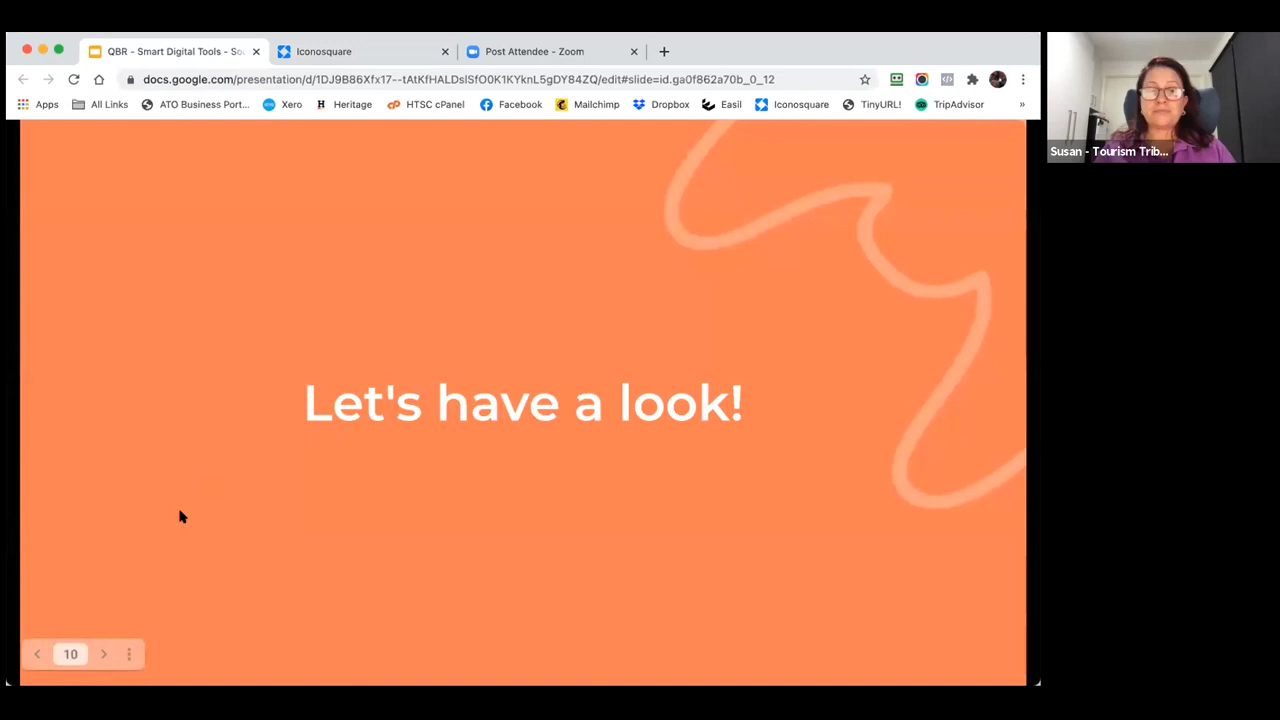 QBR - Smart Digital Tools - Sou
Iconosquare
Post Attendee - Zoom
docs.google.com/presentation/d/1DJ9B86Xfx17--tAtKfHALDsISfO0K1KYknL5gDY84ZQ/edit#slide=id.ga0f862a70b_0_12
Apps
All Links
ATO Business Port...
Xero
Heritage
HTSC cPanel
Facebook
Mailchimp
Dropbox
Easil
Iconosquare
TinyURL!
TripAdvisor
»
Susan - Tourism Trib...
Let's have a look!
10